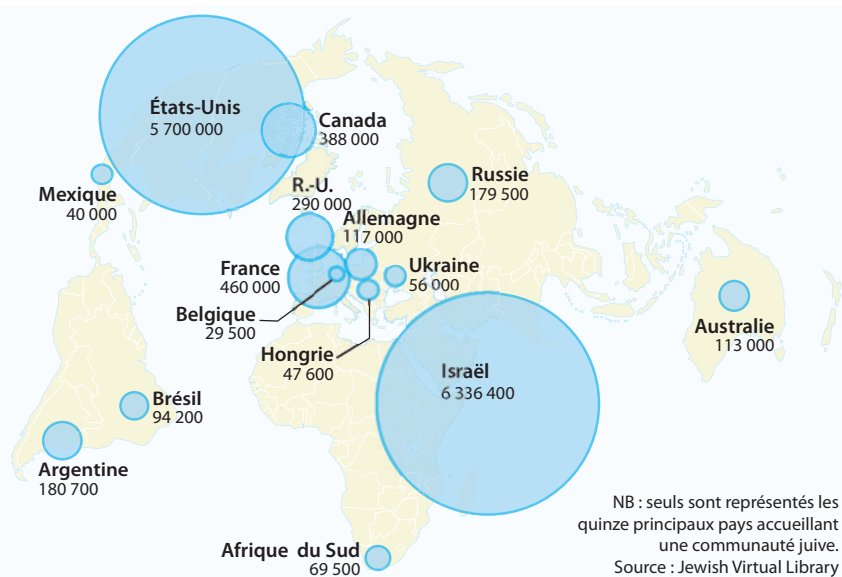 États-Unis
5 700 000
Canada
388 000
Mexique
40 000
R.-U.
290 000
Russie
179 500
Allemagne
117 000
France
460 000
Ukraine
56 000
Belgique
29 500
Hongrie
47 600
Australie
113 000
Israël
6 336 400
Brésil
94 200
Argentine
180 700
Afrique du Sud
69 500
NB : seuls sont représentés les
quinze principaux pays accueillant
une communauté juive.
Source : Jewish Virtual Library